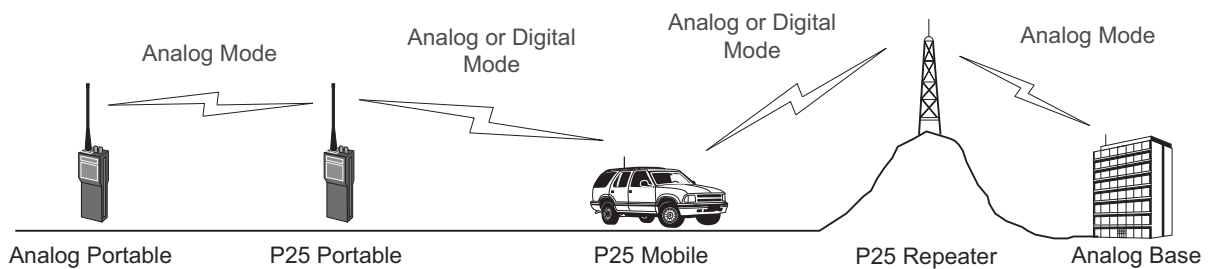 Analog Mode
Analog or Digital
Mode
Analog or Digital
Mode
Analog Mode
Analog Portable
P25 Portable
P25 Mobile
P25 Repeater
Analog Base